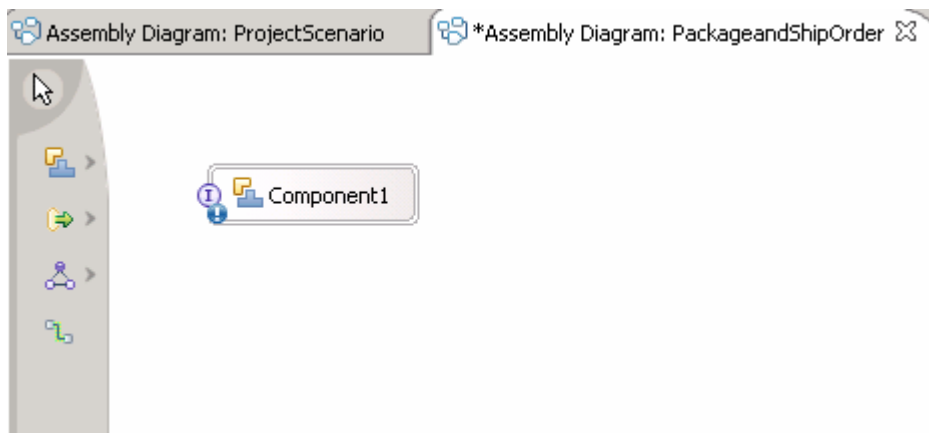 Assembly Diagram: ProjectScenario
*Assembly Diagram: PackageandShipOrder
Component1